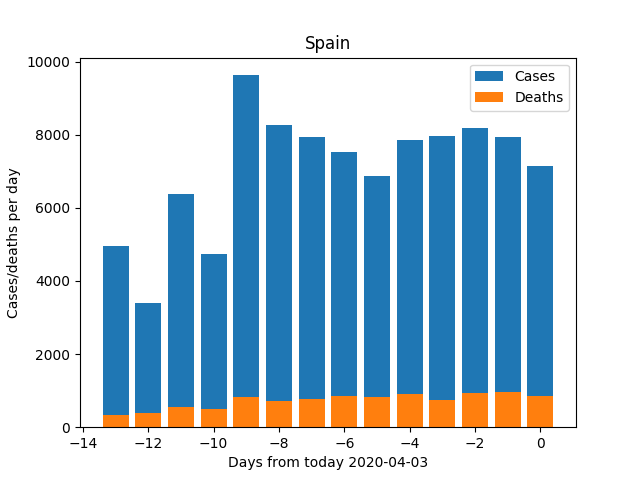 Spain
Cases
Deaths
Cases/deaths per day
10000
8000
6000
4000
2000
0
−14 −12 −10 −8 −6 −4 −2 0
Days from today 2020-04-03